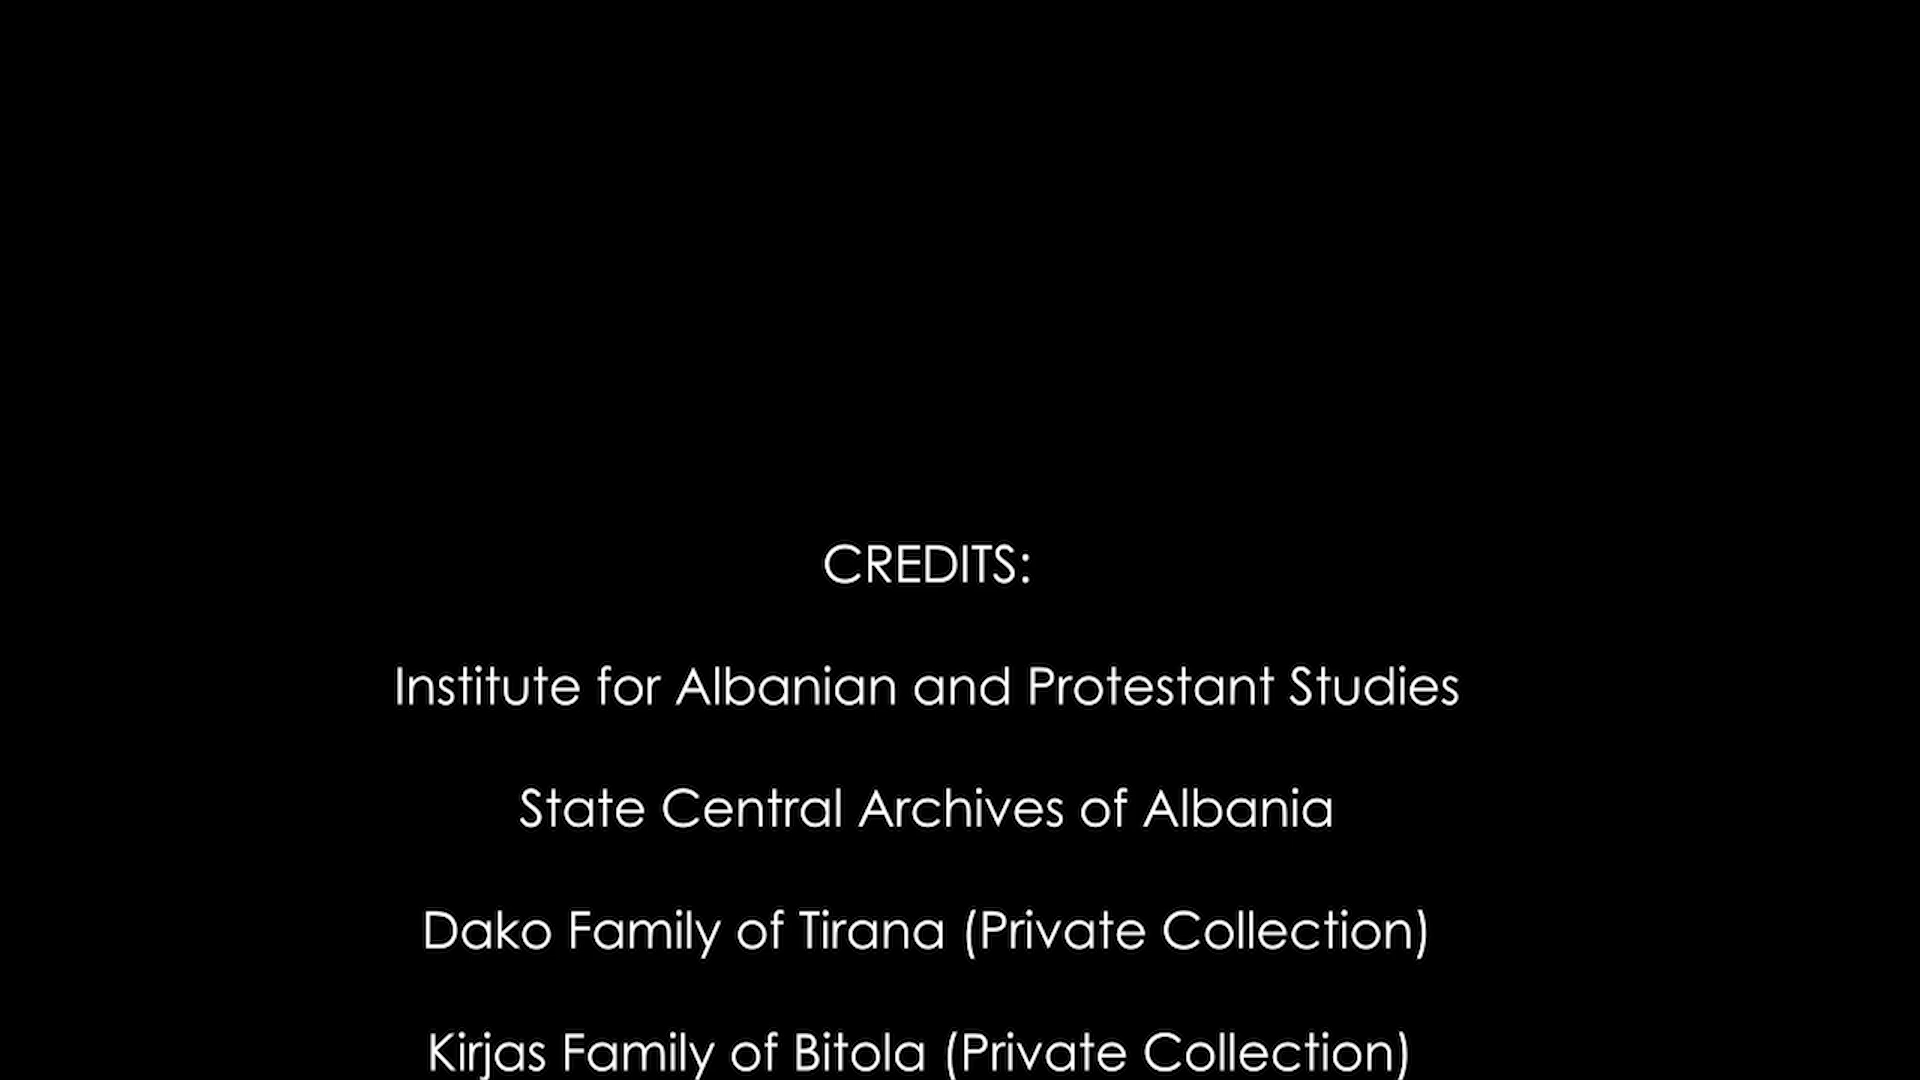 CREDITS:
Institute for Albanian and Protestant Studies
State Central Archives of Albania
Dako Family of Tirana (Private Collection)
Kirjas Family of Bitola (Private Collection)